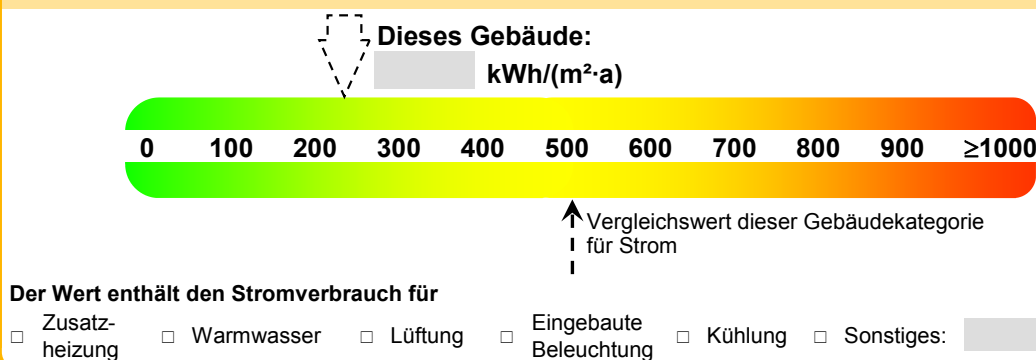 Dieses Gebäude:
kWh/(m²·a)
0 100 200 300 400 500 600 700 800 900 ≥1000
Vergleichswert dieser Gebäudekategorie
für Strom
Der Wert enthält den Stromverbrauch für
□ Zusatz-
heizung □ Warmwasser □ Lüftung □ Eingebaute
Beleuchtung □ Kühlung □ Sonstiges: